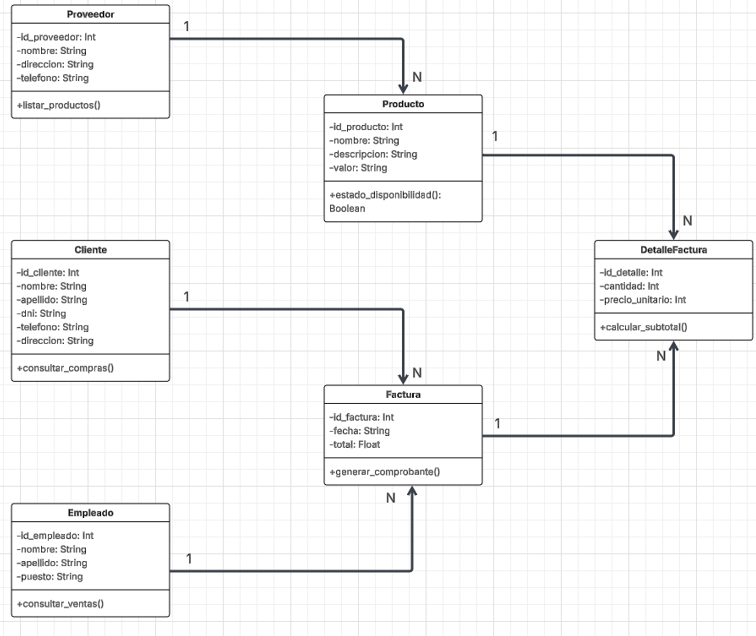 Proveedor
-id_proveedor: Int
-nombre: String
-direccion: String
-telefono: String
+listar_productos()
1
N
Producto
-id_producto: Int
-nombre: String
-descripcion: String
-valor: String
+estado_disponibilidad():
Boolean
1
N
Cliente
-id_cliente: Int
-nombre: String
-apellido: String
-dni: String
-telefono: String
-direccion: String
+consultar_compras()
1
N
DetalleFactura
-id_detalle: Int
-cantidad: Int
-precio_unitario: Int
+calcular_subtotal()
N
Factura
-id_factura: Int
-fecha: String
-total: Float
+generar_comprobante()
1
N
Empleado
-id_empleado: Int
-nombre: String
-apellido: String
-puesto: String
+consultar_ventas()
1